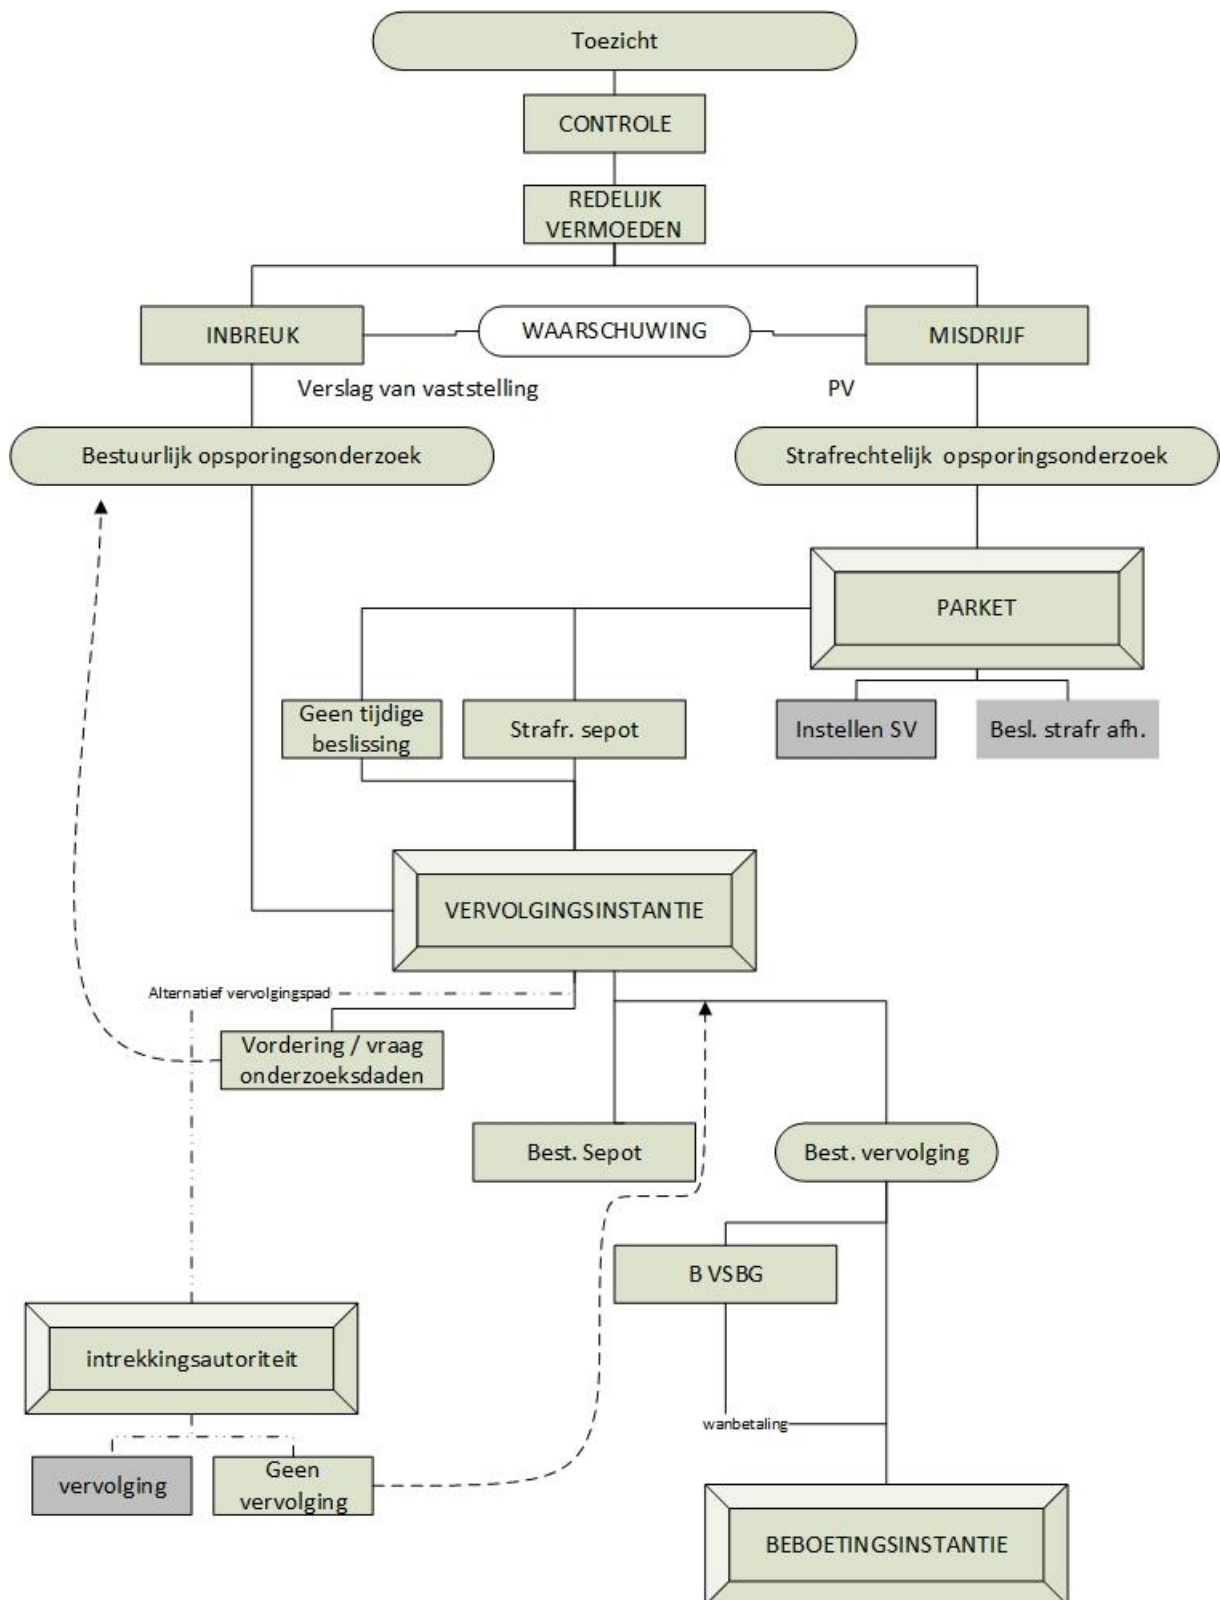 Toezicht
CONTROLE
REDELIJK
VERMOEDEN
INBREUK
WAARSCHUWING
MISDRIJF
Verslag van vaststelling
PV
Bestuurlijk opsporingsonderzoek
Strafrechtelijk opsporingsonderzoek
PARKET
Geen tijdige
beslissing
Strafr. sepot
Instellen SV
Besl. strafr afh.
VERVOLGINGSINSTANTIE
Alternatief vervolgingspad
Vordering / vraag
onderzoeksdaden
Best. Sepot
Best. vervolging
B VSBG
intrekkingsautoriteit
wanbetaling
vervolging
Geen
vervolging
BEBOETINGSINSTANTIE